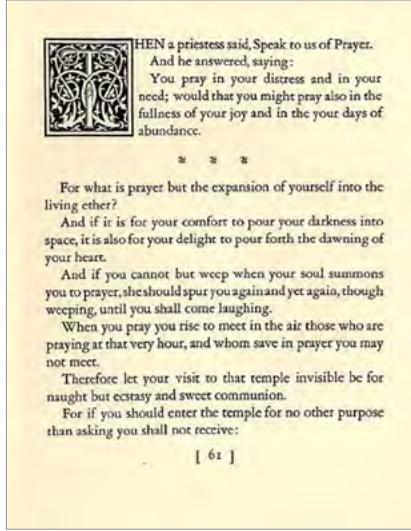 THEN a priestess said, Speak to us of Prayer.
And he answered, saying:
You pray in your distress and in your
need; would that you might pray also in the
fullness of your joy and in the your days of
abundance.
For what is prayer but the expansion of yourself into the
living ether?
And if it is for your comfort to pour your darkness into
space, it is also for your delight to pour forth the dawning of
your heart.
And if you cannot but weep when your soul summons
you to prayer, she should spur you again and yet again, though
weeping, until you shall come laughing.
When you pray you rise to meet in the air those who are
praying at that very hour, and whom save in prayer you may
not meet.
Therefore let your visit to that temple invisible be for
naught but ecstasy and sweet communion.
For if you should enter the temple for no other purpose
than asking you shall not receive:
[ 61 ]